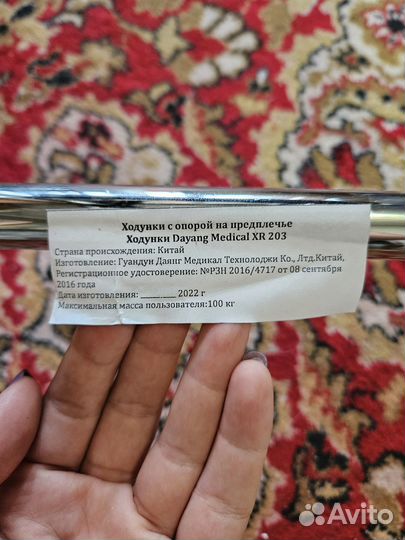 Ходунки с опорой на предплечье
Ходунки Dayang Medical XR 203
Страна происхождения: Китай
Изготовление: Гуандун Даянг Медикал Технолоджи Ко., Лтд.Китай,
Регистрационное удостоверение: №РЗН 2016/4717 от 08 сентября
2016 года
Дата изготовления: ________ 2022 г
Максимальная масса пользователя:100 кг
Avito